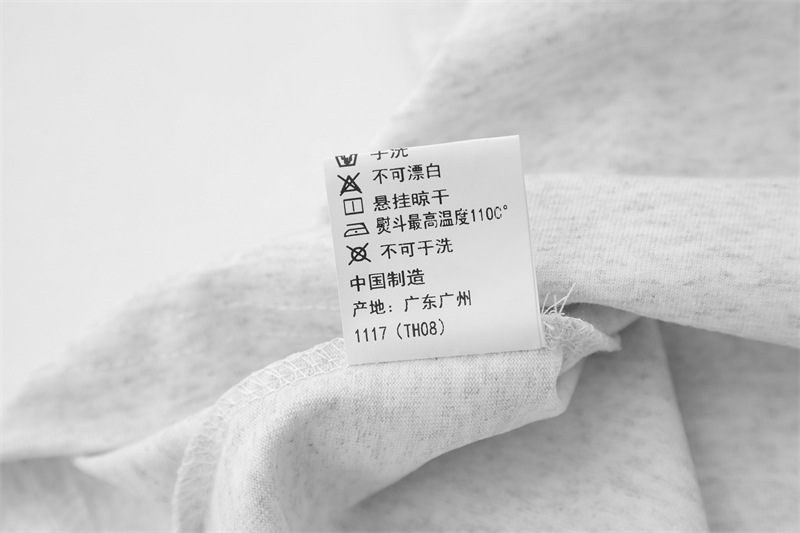 手洗
不可漂白
悬挂晾干
熨斗最高温度110C°
不可干洗
中国制造
产地：广东广州
1117（TH08）